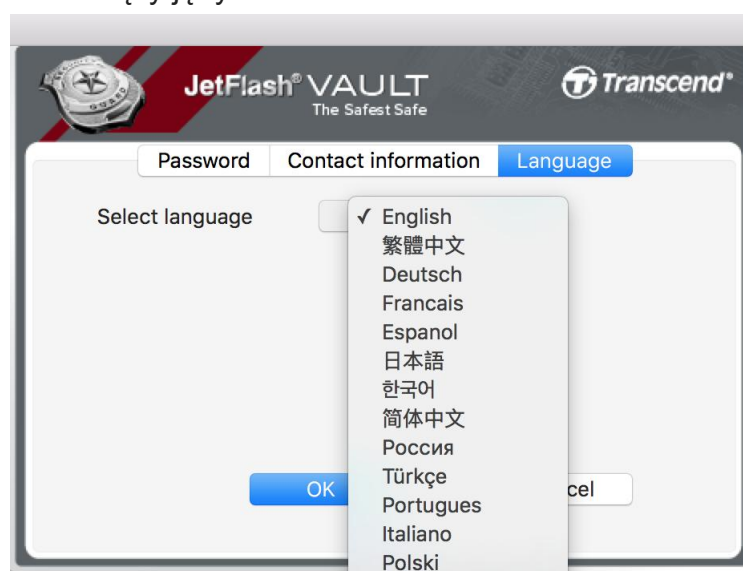 JetFlash® VAULT
The Safest Safe
Transcend®
Password Contact information Language
Select language
✓ English
繁體中文
Deutsch
Francais
Espanol
日本語
한국어
简体中文
Россия
Türkçe
Portugues
Italiano
Polski
OK
cel